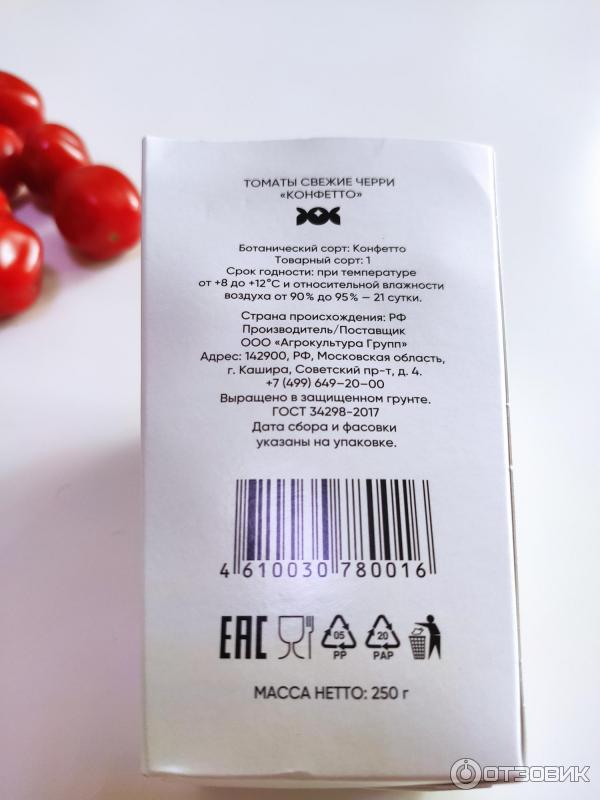 ТОМАТЫ СВЕЖИЕ ЧЕРРИ
«КОНФЕТТО»
Ботанический сорт: Конфетто
Товарный сорт: 1
Срок годности: при температуре
от +8 до +12°С и относительной влажности
воздуха от 90% до 95% — 21 сутки.
Страна происхождения: РФ
Производитель/Поставщик
ООО «Агрокультура Групп»
Адрес: 142900, РФ, Московская область,
г. Кашира, Советский пр-т, д. 4.
+7 (499) 649-20-00
Выращено в защищенном грунте.
ГОСТ 34298-2017
Дата сбора и фасовки
указаны на упаковке.
4 610030 780016
EAC
05
PP
20
PAP
МАССА НЕТТО: 250 г
ОТЗОВИК